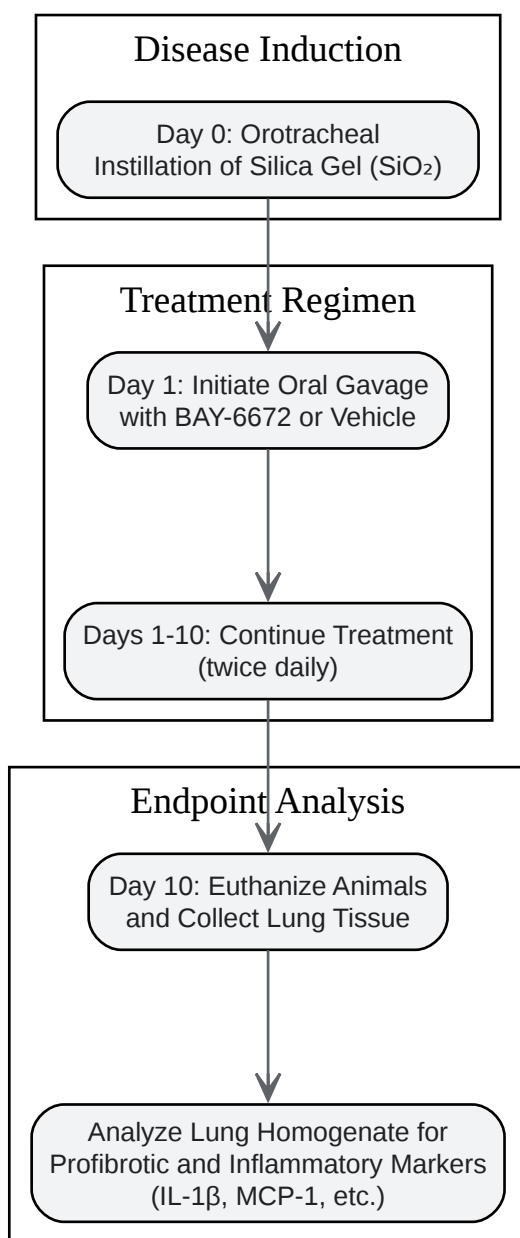 Disease Induction
Day 0: Orotracheal
Instillation of Silica Gel (SiO₂)
Treatment Regimen
Day 1: Initiate Oral Gavage
with BAY-6672 or Vehicle
Days 1-10: Continue Treatment
(twice daily)
Endpoint Analysis
Day 10: Euthanize Animals
and Collect Lung Tissue
Analyze Lung Homogenate for
Profibrotic and Inflammatory Markers
(IL-1β, MCP-1, etc.)